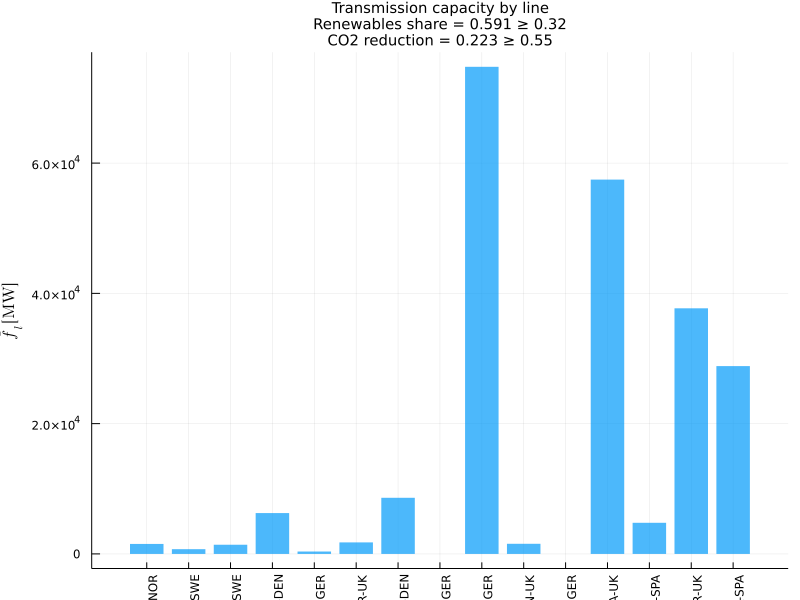 Transmission capacity by line
Renewables share = 0.591 ≥ 0.32
CO2 reduction = 0.223 ≥ 0.55
6.0×10⁴
4.0×10⁴
2.0×10⁴
0
f_l[MW]
NOR
SWE
SWE
DEN
GER
R-UK
DEN
GER
GER
N-UK
GER
A-UK
-SPA
R-UK
-SPA